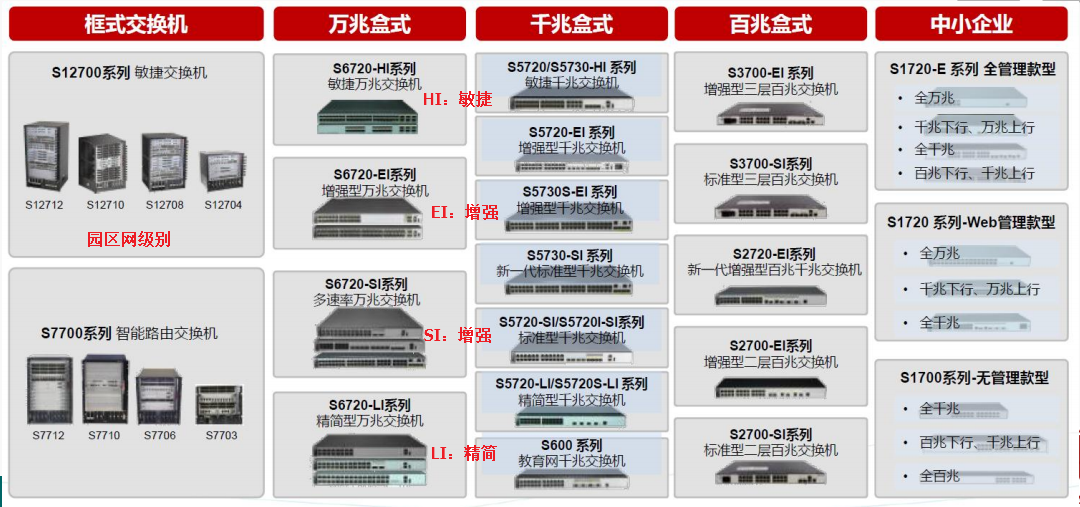 框式交换机
S12700系列 敏捷交换机
S12712 S12710 S12708 S12704
园区网级别
S7700系列 智能路由交换机
S7712 S7710 S7706 S7703
万兆盒式
S6720-HI系列
敏捷万兆交换机
HI：敏捷
S6720-EI系列
增强型万兆交换机
EI：增强
S6720-SI系列
多速率万兆交换机
SI：增强
S6720-LI系列
精简型万兆交换机
LI：精简
千兆盒式
S5720/S5730-HI 系列
敏捷千兆交换机
S5720-EI 系列
增强型千兆交换机
S5730S-EI 系列
增强型千兆交换机
S5730-SI 系列
新一代标准型千兆交换机
S5720-SI/S5720I-SI系列
标准型千兆交换机
S5720-LI/S5720S-LI 系列
精简型千兆交换机
S600 系列
教育网千兆交换机
百兆盒式
S3700-EI 系列
增强型三层百兆交换机
S3700-SI系列
标准型三层百兆交换机
S2720-EI系列
新一代增强型百兆千兆交换机
S2700-EI系列
增强型二层百兆交换机
S2700-SI系列
标准型二层百兆交换机
中小企业
S1720-E 系列 全管理款型
• 全万兆
• 千兆下行、万兆上行
• 全千兆
• 百兆下行、千兆上行
S1720 系列-Web管理款型
• 全万兆
• 千兆下行、万兆上行
• 全千兆
S1700系列-无管理款型
• 全千兆
• 百兆下行、千兆上行
• 全百兆